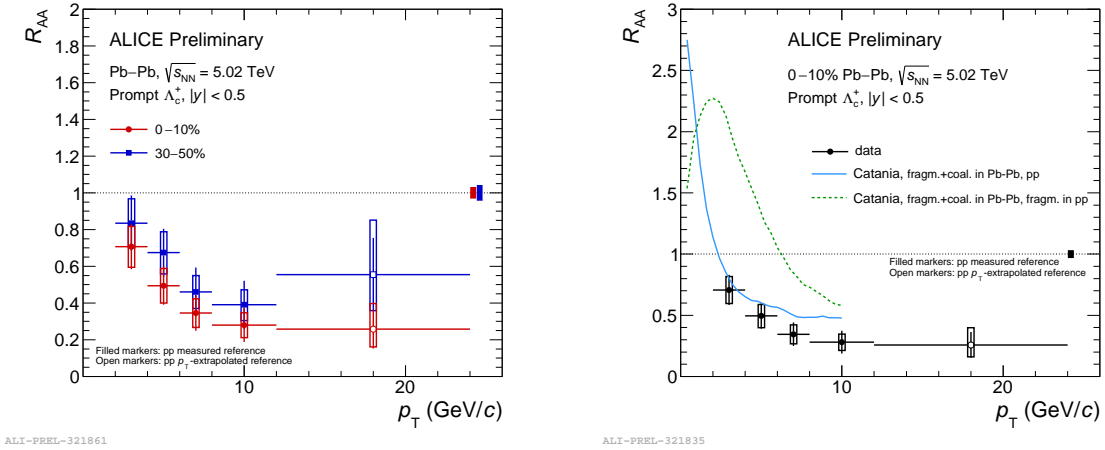 R_AA
2
1.8
1.6
1.4
1.2
1
0.8
0.6
0.4
0.2
0
ALICE Preliminary
Pb−Pb, √s_NN = 5.02 TeV
Prompt Λ_c^+, |y| < 0.5
0−10%
30−50%
Filled markers: pp measured reference
Open markers: pp p_T-extrapolated reference
0 10 20
p_T (GeV/c)
ALI-PREL-321861
R_AA
3
2.5
2
1.5
1
0.5
0
ALICE Preliminary
0−10% Pb−Pb, √s_NN = 5.02 TeV
Prompt Λ_c^+, |y| < 0.5
data
Catania, fragm.+coal. in Pb-Pb, pp
Catania, fragm.+coal. in Pb-Pb, fragm. in pp
Filled markers: pp measured reference
Open markers: pp p_T-extrapolated reference
0 10 20
p_T (GeV/c)
ALI-PREL-321835